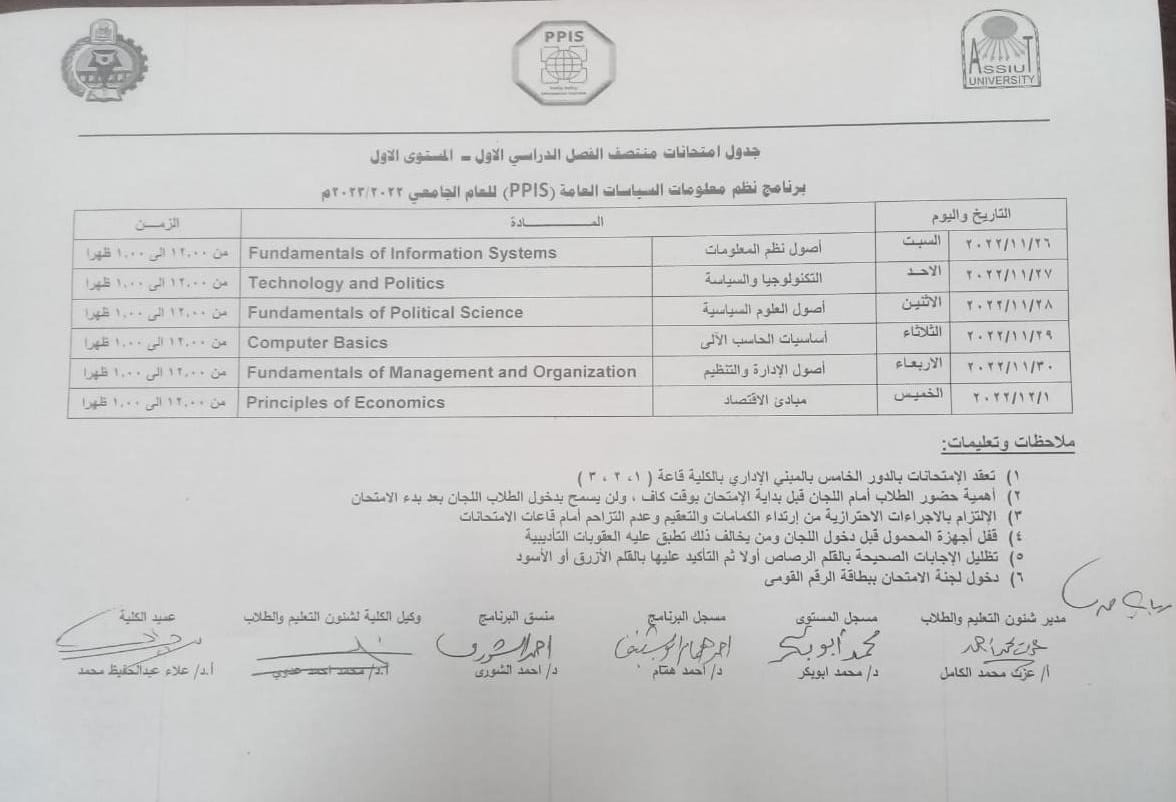 PPIS
ASSIUT
UNIVERSITY
جدول امتحانات منتصف الفصل الدراسي الاول – المستوى الاول
برنامج نظم معلومات السياسات العامة (PPIS) للعام الجامعي ٢٠٢٣/٢٠٢٢م
التاريخ واليوم المــــــــادة الزمـــن
٢٠٢٢/١١/٢٦ السبت أصول نظم المعلومات Fundamentals of Information Systems من ١٢.٠٠ الى ١.٠٠ ظهرا
٢٠٢٢/١١/٢٧ الاحـد التكنولوجيا والسياسة Technology and Politics من ١٢.٠٠ الى ١.٠٠ ظهرا
٢٠٢٢/١١/٢٨ الاثنين أصول العلوم السياسية Fundamentals of Political Science من ١٢.٠٠ الى ١.٠٠ ظهرا
٢٠٢٢/١١/٢٩ الثلاثاء أساسيات الحاسب الآلى Computer Basics من ١٢.٠٠ الى ١.٠٠ ظهرا
٢٠٢٢/١١/٣٠ الاربعاء أصول الإدارة والتنظيم Fundamentals of Management and Organization من ١٢.٠٠ الى ١.٠٠ ظهرا
٢٠٢٢/١٢/١ الخميس مبادئ الاقتصاد Principles of Economics من ١٢.٠٠ الى ١.٠٠ ظهرا
ملاحظات وتعليمات:
١) تعقد الإمتحانات بالدور الخامس بالمبني الإداري بالكلية قاعة ( ١، ٢ ، ٣ )
٢) أهمية حضور الطلاب أمام اللجان قبل بداية الإمتحان بوقت كاف ، ولن يسمح بدخول الطلاب اللجان بعد بدء الامتحان
٣) الإلتزام بالاجراءات الاحترازية من إرتداء الكمامات والتعقيم وعدم التزاحم أمام قاعات الامتحانات
٤) قفل أجهزة المحمول قبل دخول اللجان ومن يخالف ذلك تطبق عليه العقوبات التأديبية
٥) تظليل الإجابات الصحيحة بالقلم الرصاص أولا ثم التأكيد عليها بالقلم الأزرق أو الأسود
٦) دخول لجنة الامتحان ببطاقة الرقم القومى
مدير شئون التعليم والطلاب مسجل المستوى مسجل البرنامج منسق البرنامج وكيل الكلية لشئون التعليم والطلاب عميد الكلية
محمد أبوبكر
أ/ عزت محمد الكامل د/ محمد ابوبكر د/ أحمد همام د/ احمد الشورى أ.د/ محمد احمد عدوي أ.د/ علاء عبدالحفيظ محمد